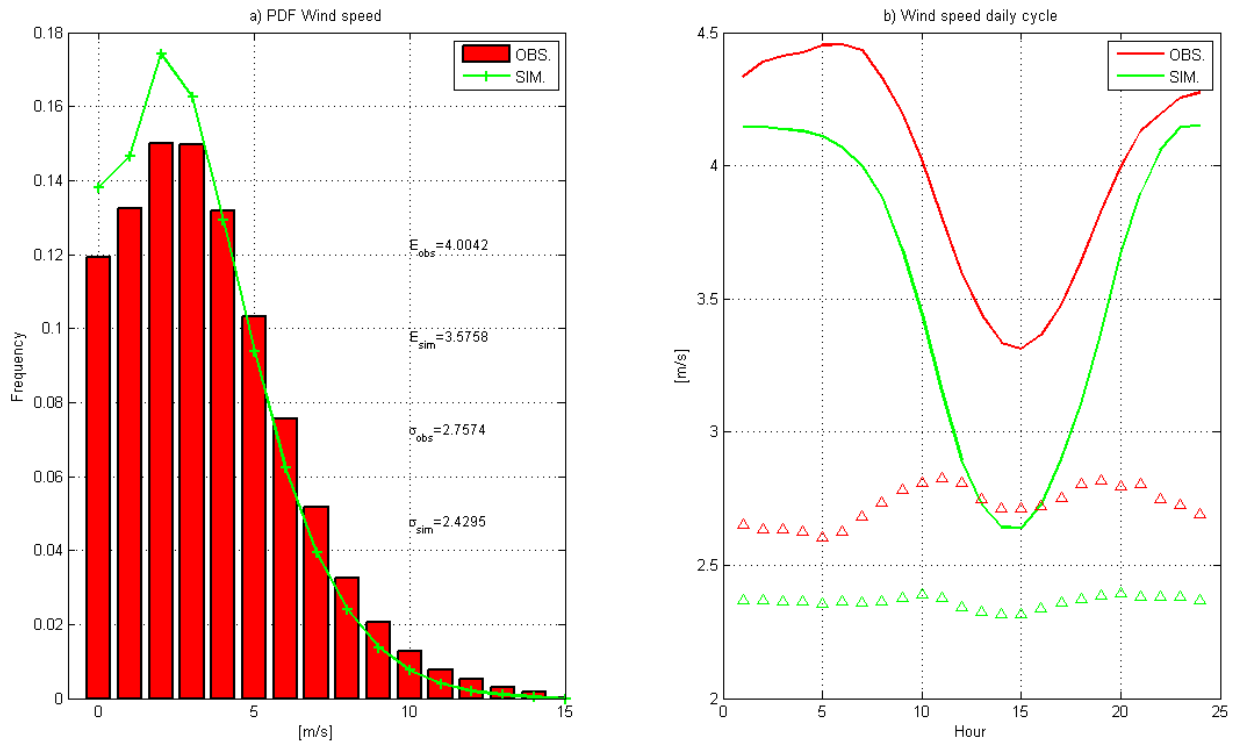 a) PDF Wind speed
0.18
0.16
0.14
0.12
0.1
0.08
0.06
0.04
0.02
0
Frequency
0
5
10
15
[m/s]
OBS.
SIM.
E_obs=4.0042
E_sim=3.5758
σ_obs=2.7574
σ_sim=2.4295
b) Wind speed daily cycle
4.5
4
3.5
3
2.5
2
[m/s]
0
5
10
15
20
25
Hour
OBS.
SIM.